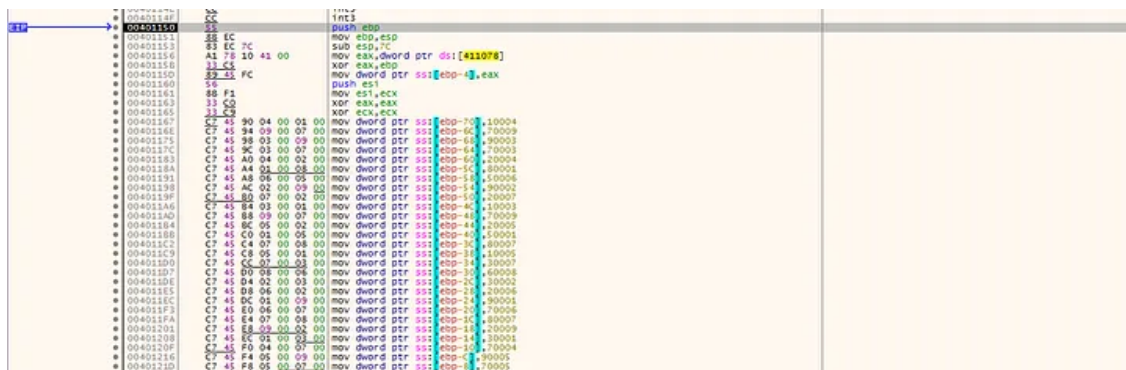 0040114F CC int3
EIP 00401150 55 push ebp
00401151 8B EC mov ebp,esp
00401153 83 EC 7C sub esp,7C
00401156 A1 78 10 41 00 mov eax,dword ptr ds:[411078]
0040115B 33 C5 xor eax,ebp
0040115D 89 45 FC mov dword ptr ss:[ebp-4],eax
00401160 56 push esi
00401161 8B F1 mov esi,ecx
00401163 33 C0 xor eax,eax
00401165 33 C9 xor ecx,ecx
00401167 C7 45 90 04 00 01 00 mov dword ptr ss:[ebp-70],10004
0040116E C7 45 94 09 00 07 00 mov dword ptr ss:[ebp-6C],70009
00401175 C7 45 98 03 00 09 00 mov dword ptr ss:[ebp-68],90003
0040117C C7 45 9C 03 00 07 00 mov dword ptr ss:[ebp-64],70003
00401183 C7 45 A0 04 00 02 00 mov dword ptr ss:[ebp-60],20004
0040118A C7 45 A4 01 00 08 00 mov dword ptr ss:[ebp-5C],80001
00401191 C7 45 A8 06 00 05 00 mov dword ptr ss:[ebp-58],50006
00401198 C7 45 AC 02 00 09 00 mov dword ptr ss:[ebp-54],90002
0040119F C7 45 B0 07 00 02 00 mov dword ptr ss:[ebp-50],20007
004011A6 C7 45 B4 03 00 01 00 mov dword ptr ss:[ebp-4C],10003
004011AD C7 45 B8 09 00 07 00 mov dword ptr ss:[ebp-48],70009
004011B4 C7 45 BC 05 00 02 00 mov dword ptr ss:[ebp-44],20005
004011BB C7 45 C0 01 00 05 00 mov dword ptr ss:[ebp-40],50001
004011C2 C7 45 C4 07 00 08 00 mov dword ptr ss:[ebp-3C],80007
004011C9 C7 45 C8 05 00 01 00 mov dword ptr ss:[ebp-38],10005
004011D0 C7 45 CC 07 00 03 00 mov dword ptr ss:[ebp-34],30007
004011D7 C7 45 D0 08 00 06 00 mov dword ptr ss:[ebp-30],60008
004011DE C7 45 D4 02 00 03 00 mov dword ptr ss:[ebp-2C],30002
004011E5 C7 45 D8 06 00 02 00 mov dword ptr ss:[ebp-28],20006
004011EC C7 45 DC 01 00 09 00 mov dword ptr ss:[ebp-24],90001
004011F3 C7 45 E0 06 00 07 00 mov dword ptr ss:[ebp-20],70006
004011FA C7 45 E4 07 00 08 00 mov dword ptr ss:[ebp-1C],80007
00401201 C7 45 E8 09 00 02 00 mov dword ptr ss:[ebp-18],20009
00401208 C7 45 EC 01 00 03 00 mov dword ptr ss:[ebp-14],30001
0040120F C7 45 F0 04 00 07 00 mov dword ptr ss:[ebp-10],70004
00401216 C7 45 F4 05 00 09 00 mov dword ptr ss:[ebp-C],90005
0040121D C7 45 F8 05 00 07 00 mov dword ptr ss:[ebp-8],70005